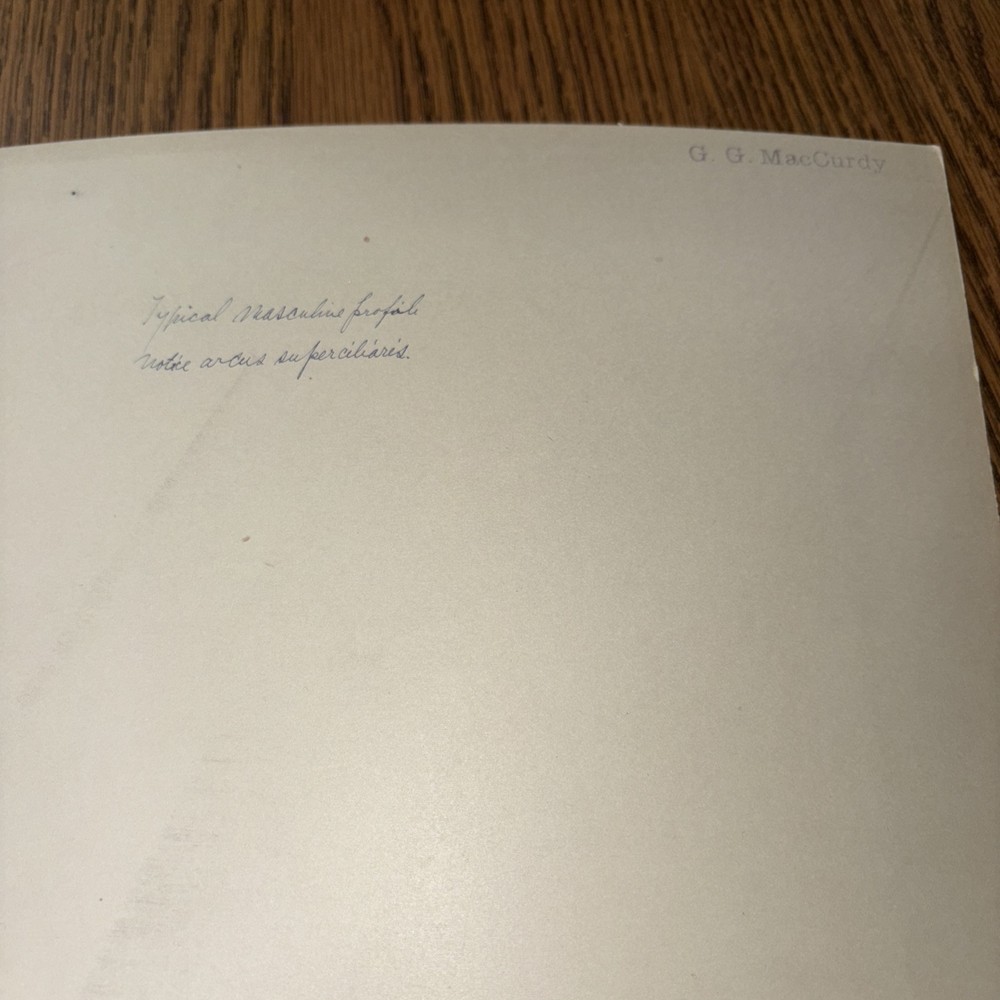 G. G. MacCurdy
Typical masculine profile
notice arcus superciliaris.